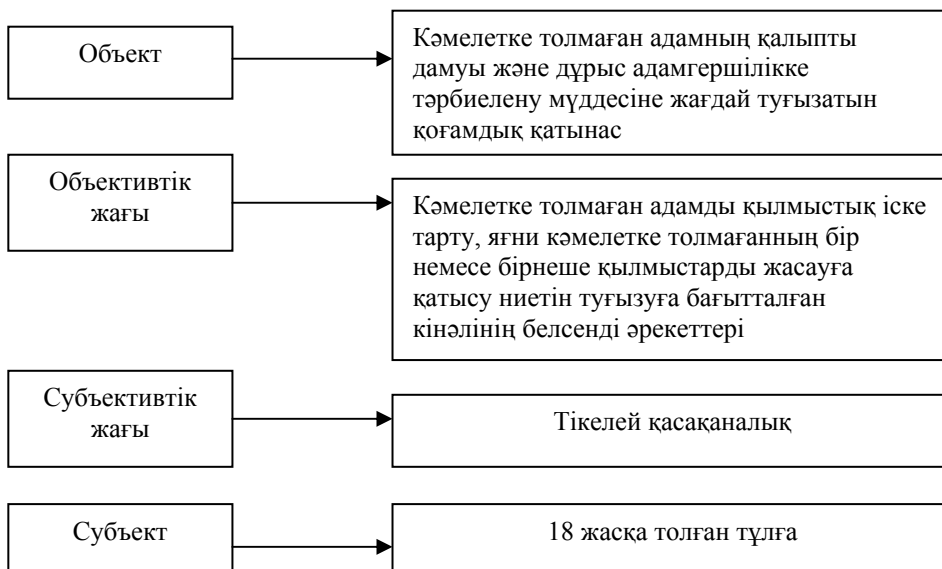 Объект
Кәмелетке толмаған адамның қалыпты
дамуы және дұрыс адамгершілікке
тәрбиелену мүддесіне жағдай туғызатын
қоғамдық қатынас
Объективтік
жағы
Кәмелетке толмаған адамды қылмыстық іске
тарту, яғни кәмелетке толмағанның бір
немесе бірнеше қылмыстарды жасауға
қатысу ниетін туғызуға бағытталған
кінәлінің белсенді әрекеттері
Субъективтік
жағы
Тікелей қасақаналық
Субъект
18 жасқа толған тұлға